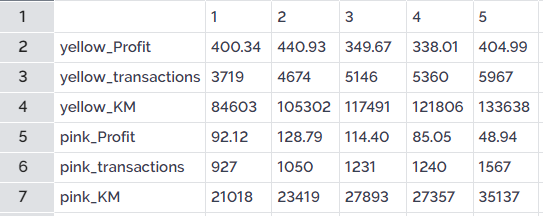 1 1 2 3 4 5
2 yellow_Profit 400.34 440.93 349.67 338.01 404.99
3 yellow_transactions 3719 4674 5146 5360 5967
4 yellow_KM 84603 105302 117491 121806 133638
5 pink_Profit 92.12 128.79 114.40 85.05 48.94
6 pink_transactions 927 1050 1231 1240 1567
7 pink_KM 21018 23419 27893 27357 35137